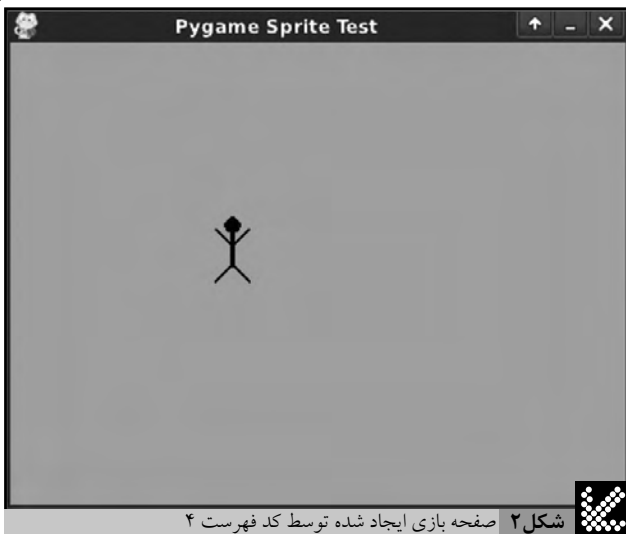 Pygame Sprite Test
شکل۲ صفحه بازی ایجاد شده توسط کد فهرست ۴